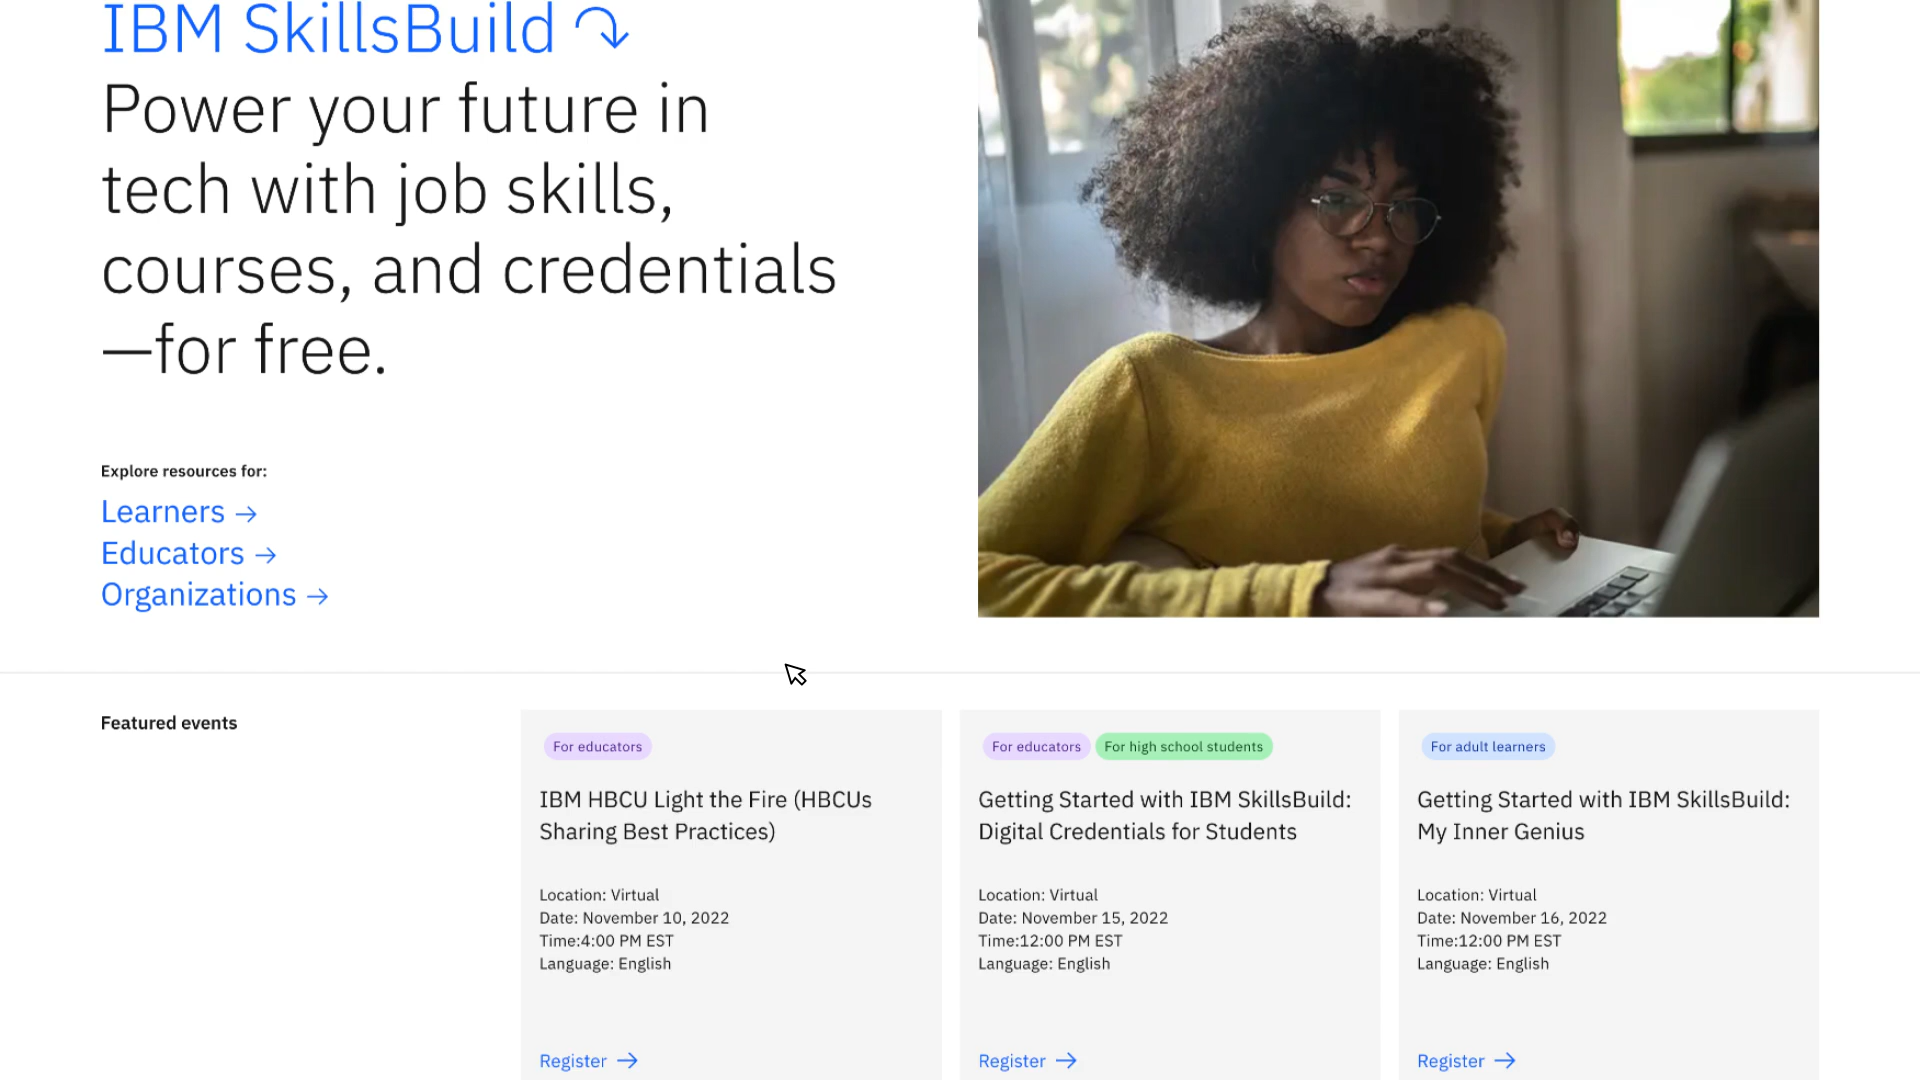 IBM SkillsBuild
Power your future in
tech with job skills,
courses, and credentials
—for free.
Explore resources for:
Learners →
Educators →
Organizations →
Featured events
For educators
IBM HBCU Light the Fire (HBCUs
Sharing Best Practices)
Location: Virtual
Date: November 10, 2022
Time:4:00 PM EST
Language: English
Register →
For educators
For high school students
Getting Started with IBM SkillsBuild:
Digital Credentials for Students
Location: Virtual
Date: November 15, 2022
Time:12:00 PM EST
Language: English
Register →
For adult learners
Getting Started with IBM SkillsBuild:
My Inner Genius
Location: Virtual
Date: November 16, 2022
Time:12:00 PM EST
Language: English
Register →